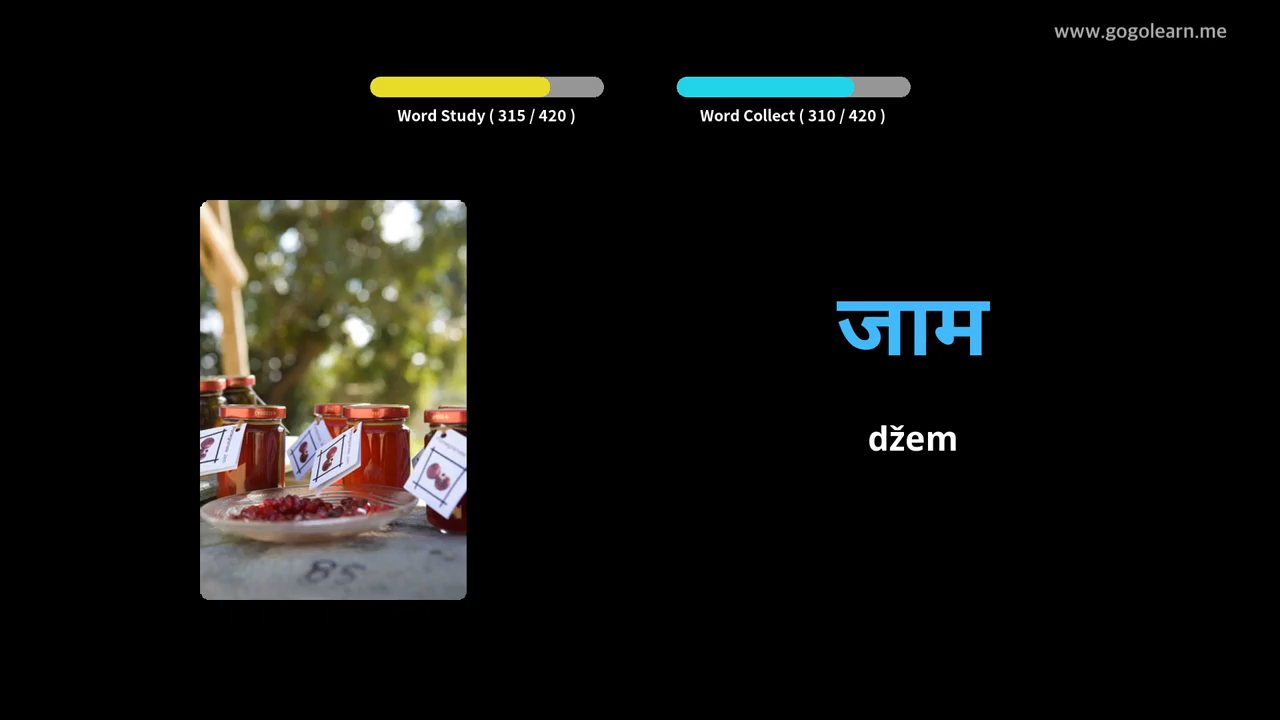 www.gogolearn.me
Word Study ( 315 / 420 )
Word Collect ( 310 / 420 )
जाम
džem
85